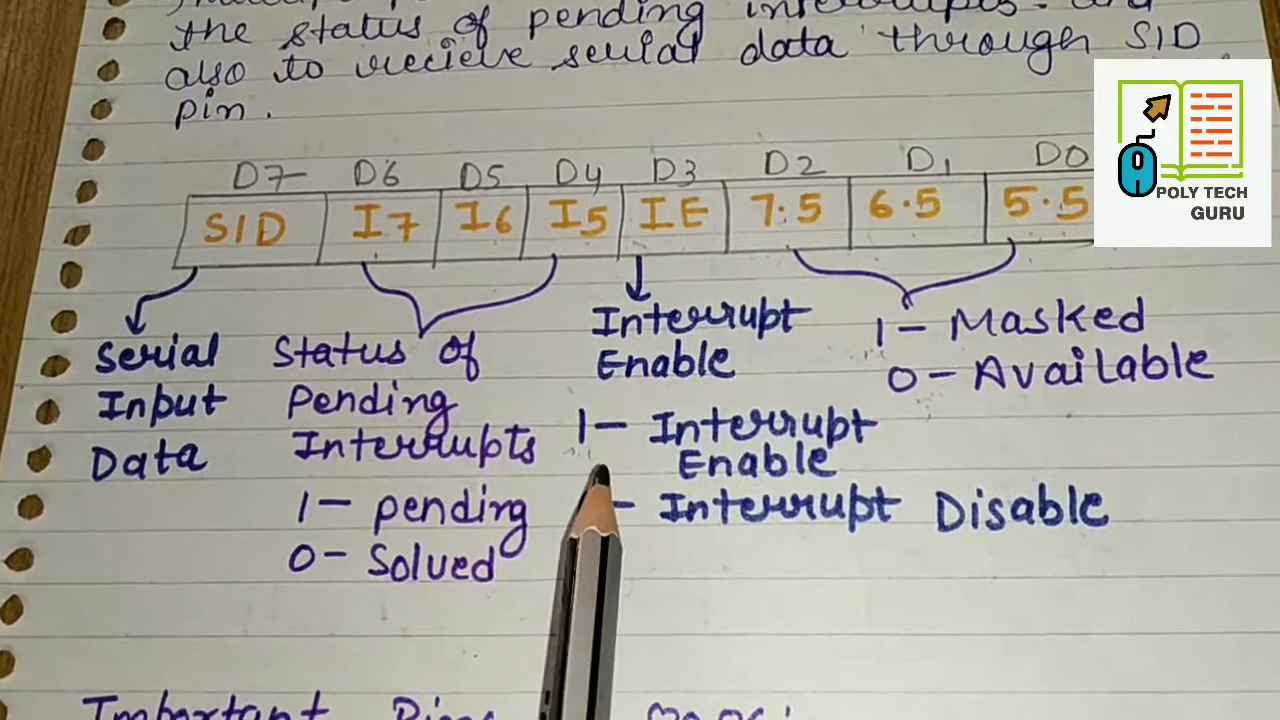 the status of pending interrupts. and
also to recieve serial data through SID
pin.
D7 D6 D5 D4 D3 D2 D1 D0
SID I7 I6 I5 IE 7.5 6.5 5.5
POLY TECH
GURU
Serial
Input
Data
Status of
Pending
Interrupts
1- pending
0- Solved
Interrupt
Enable
1- Interrupt
Enable
- Interrupt Disable
1- Masked
0- Available
Important Pins